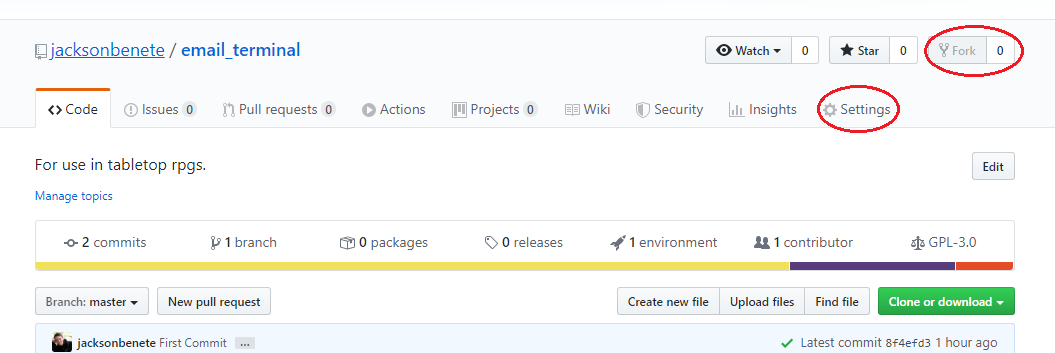 jacksonbenete / email_terminal
Watch 0 Star 0 Fork 0
Code Issues 0 Pull requests 0 Actions Projects 0 Wiki Security Insights Settings
For use in tabletop rpgs.
Edit
Manage topics
2 commits 1 branch 0 packages 0 releases 1 environment 1 contributor GPL-3.0
Branch: master New pull request Create new file Upload files Find file Clone or download
jacksonbenete First Commit ... Latest commit 8f4efd3 1 hour ago